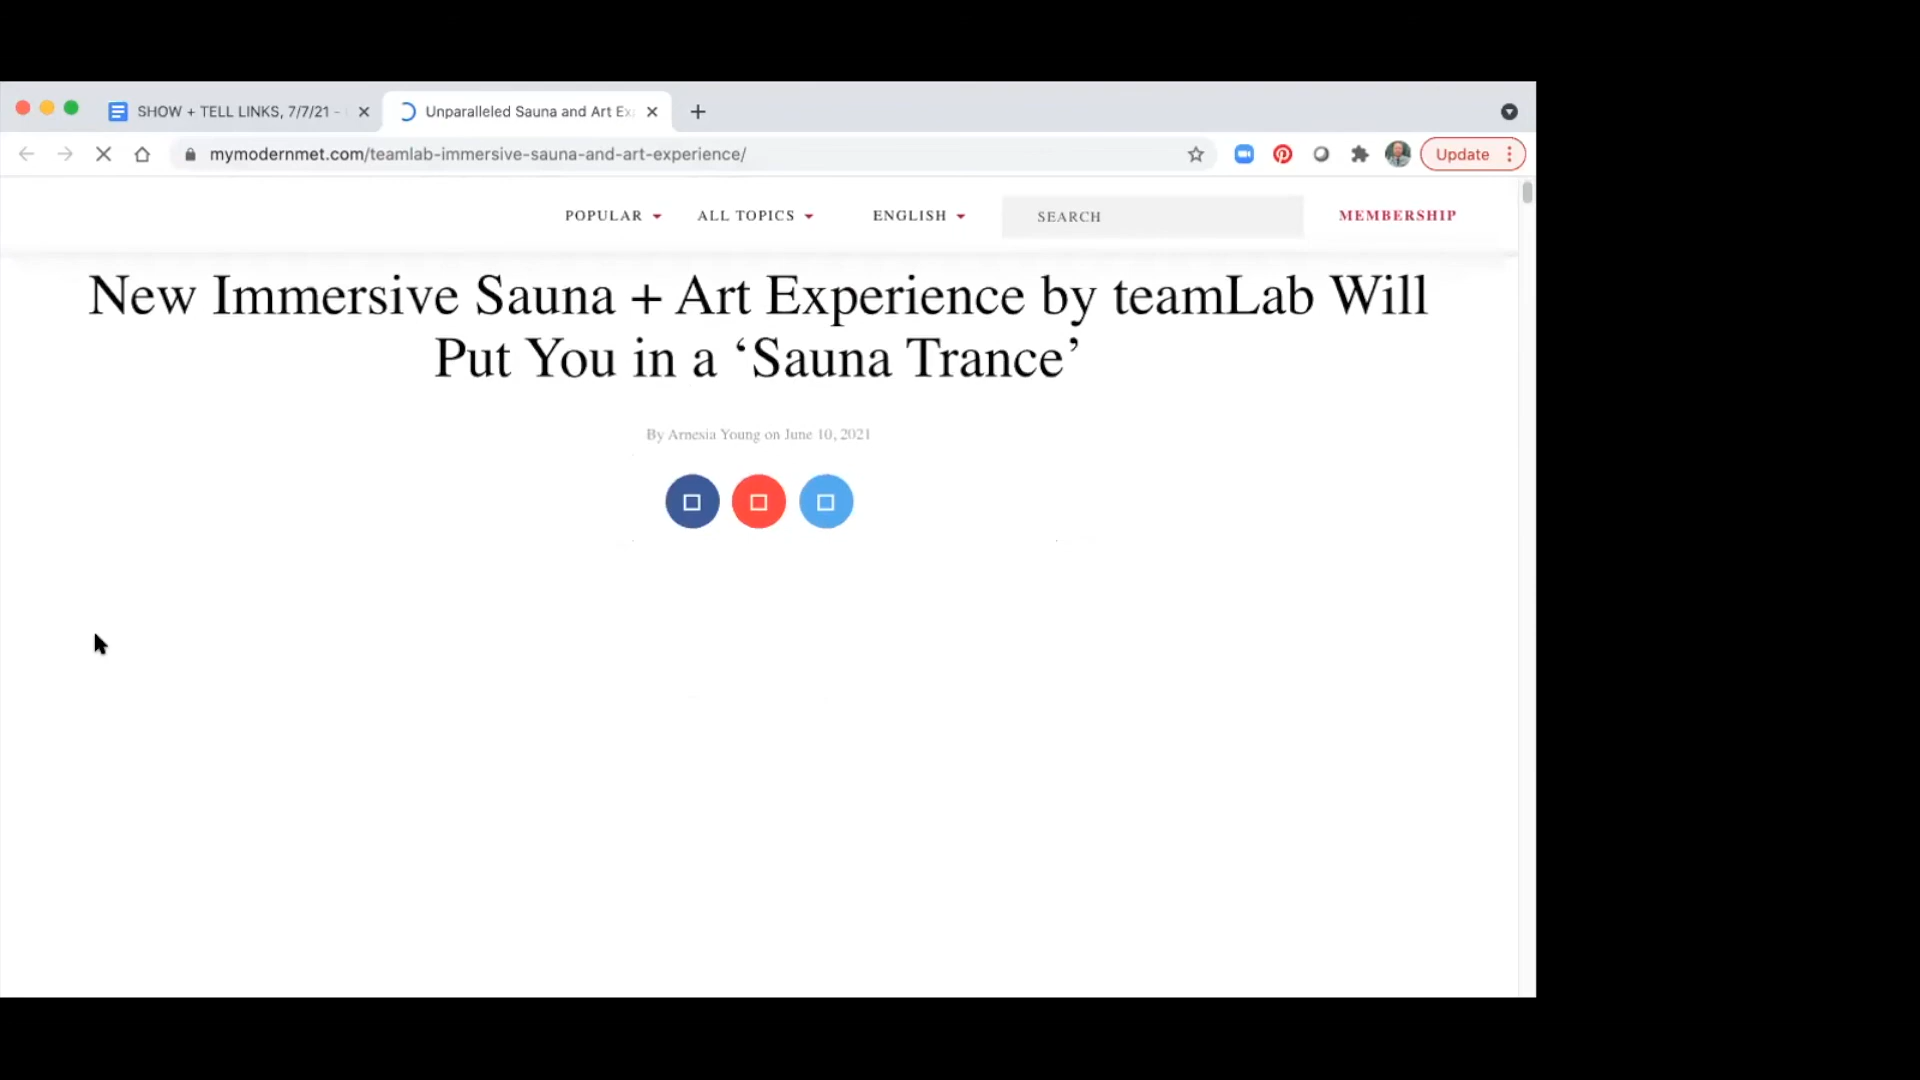 SHOW + TELL LINKS, 7/7/21 -
Unparalleled Sauna and Art Ex
mymodernmet.com/teamlab-immersive-sauna-and-art-experience/
Update
POPULAR
ALL TOPICS
ENGLISH
SEARCH
MEMBERSHIP
New Immersive Sauna + Art Experience by teamLab Will
Put You in a ‘Sauna Trance’
By Arnesia Young on June 10, 2021